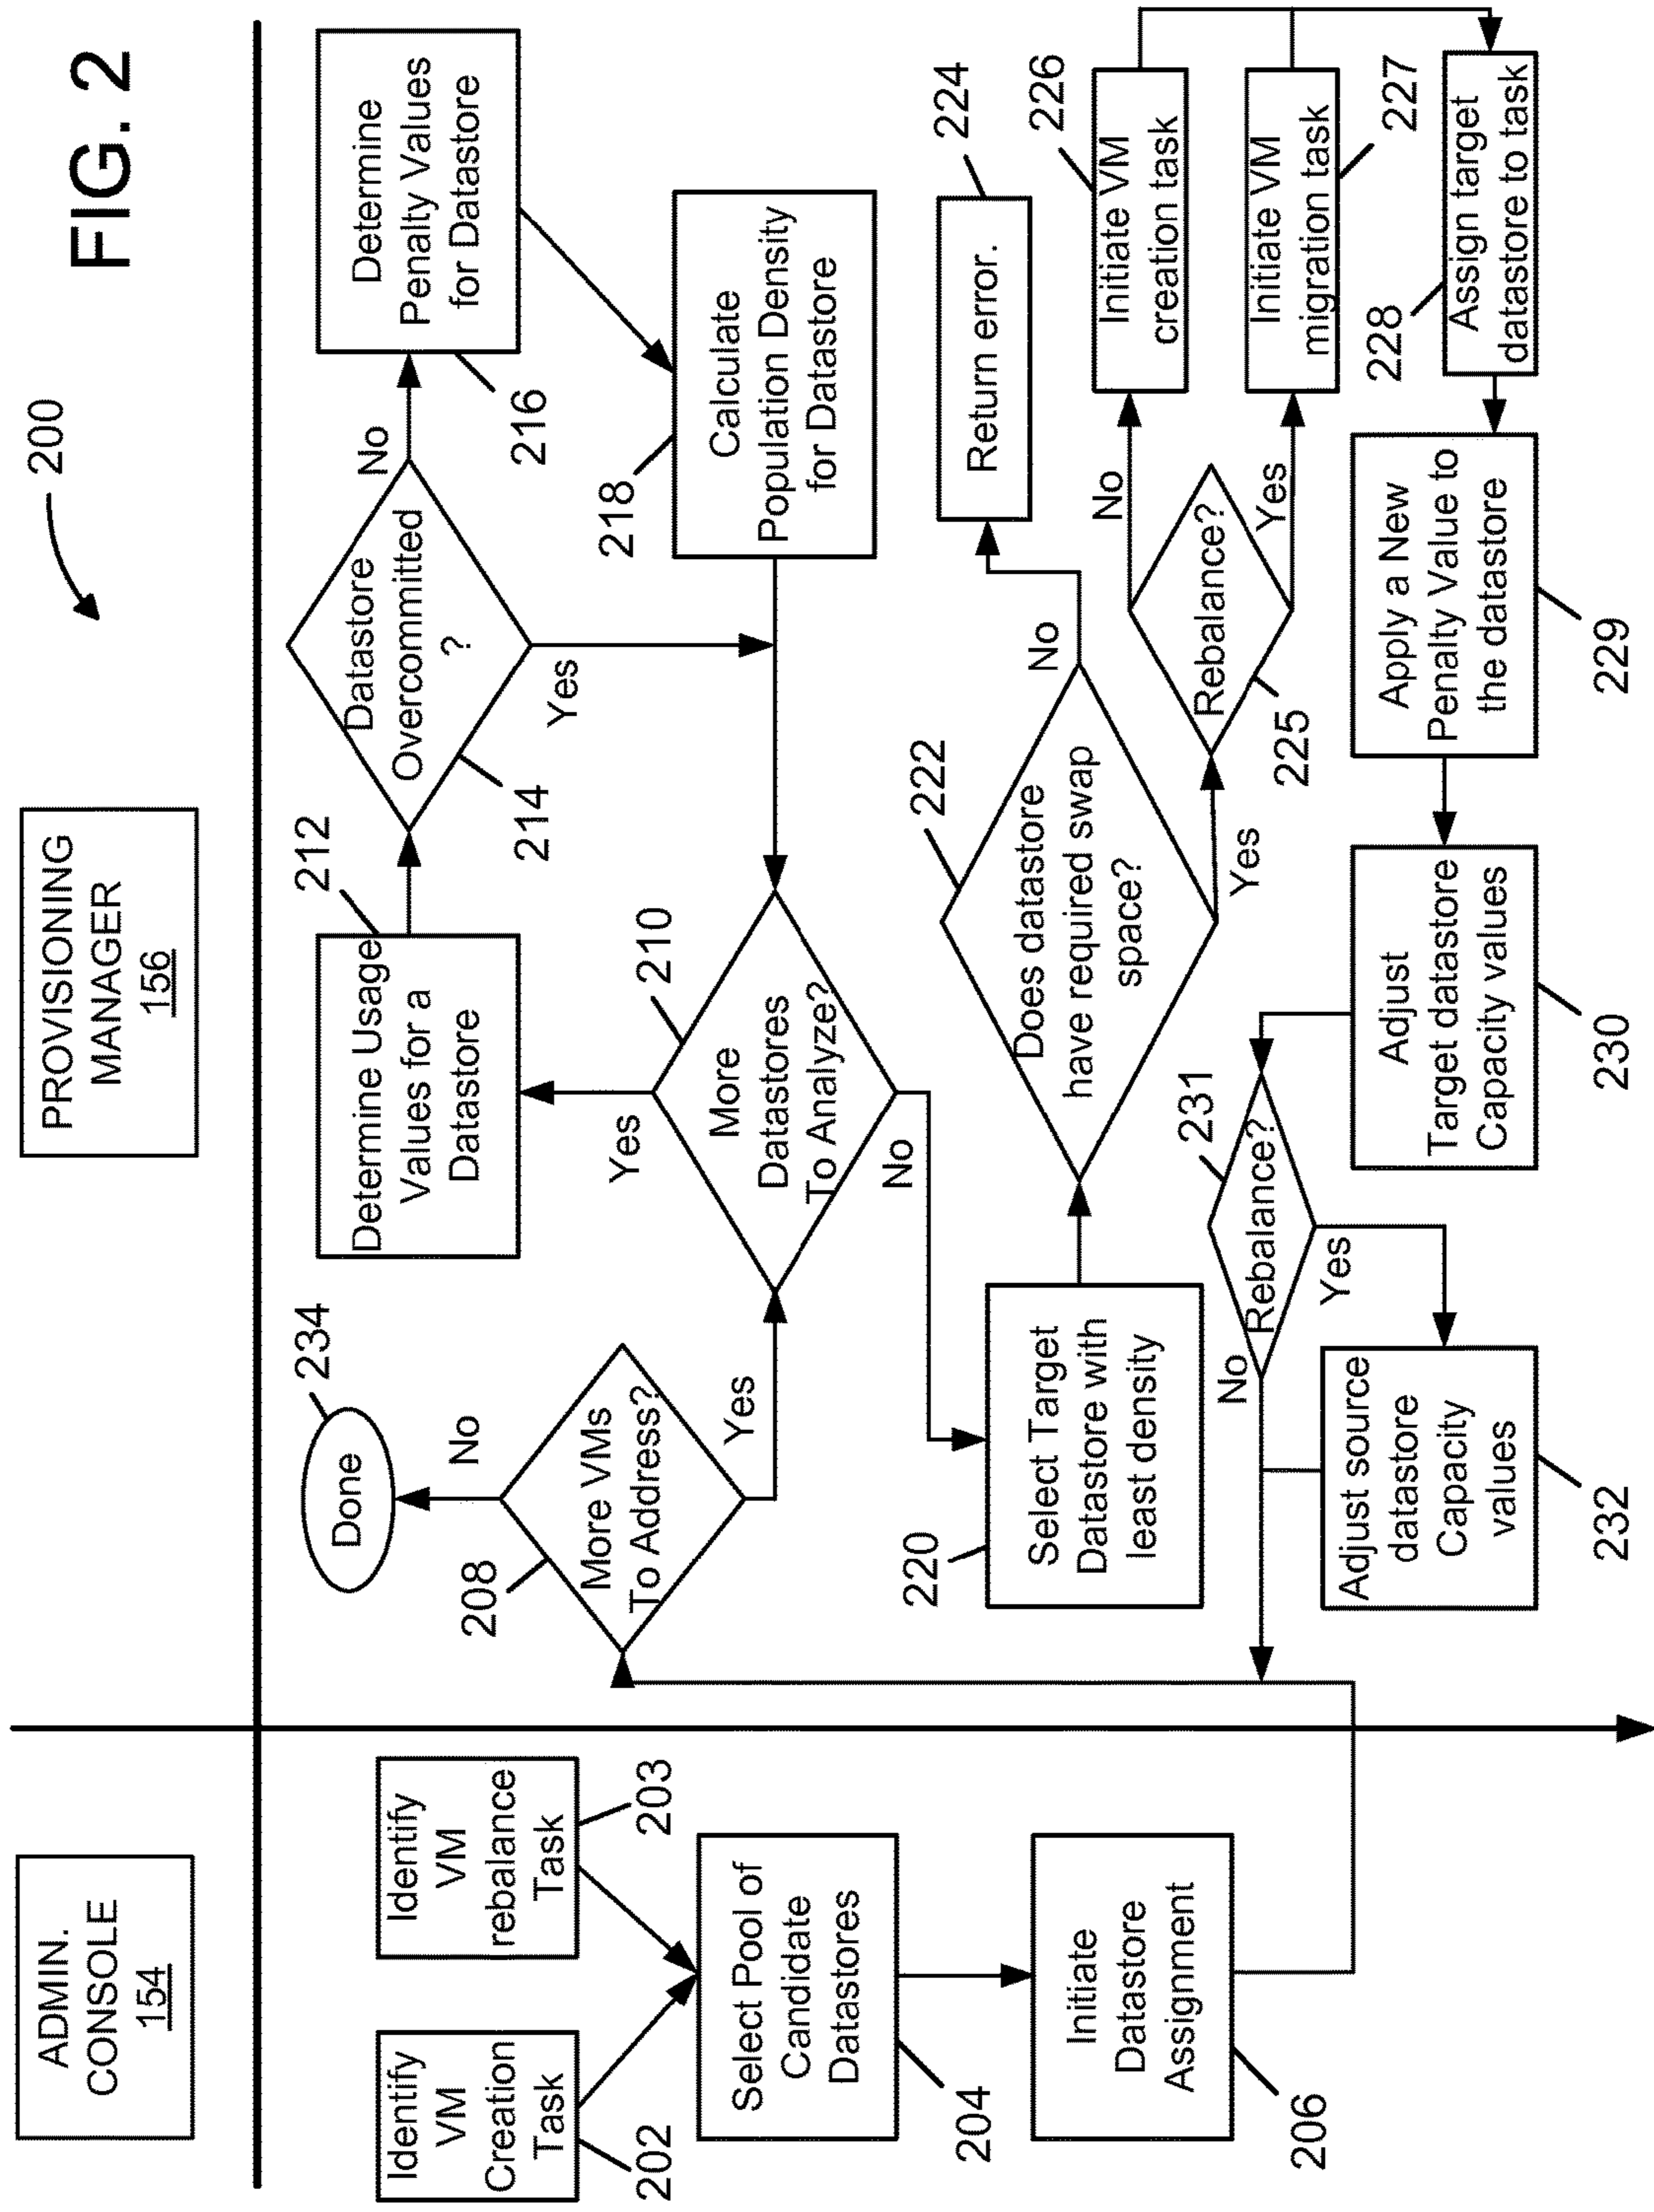 ADMIN.
CONSOLE
154
PROVISIONING
MANAGER
156
200
FIG. 2
Identify
VM
Creation
Task
202
Identify
VM
rebalance
Task
203
Select Pool of
Candidate
Datastores
204
Initiate
Datastore
Assignment
206
Done
234
No
More VMs
To Address?
208
Yes
Determine Usage
Values for a
Datastore
212
Yes
More
Datastores
To Analyze?
210
No
Datastore
Overcommitted
?
214
No
Yes
Determine
Penalty Values
for Datastore
216
Calculate
Population Density
for Datastore
218
Select Target
Datastore with
least density
220
Does datastore
have required swap
space?
222
No
Yes
Return error.
224
Rebalance?
225
No
Yes
Initiate VM
creation task
226
Initiate VM
migration task
227
Assign target
datastore to task
228
Apply a New
Penalty Value to
the datastore
229
Adjust
Target datastore
Capacity values
230
Rebalance?
231
No
Yes
Adjust source
datastore
Capacity
values
232